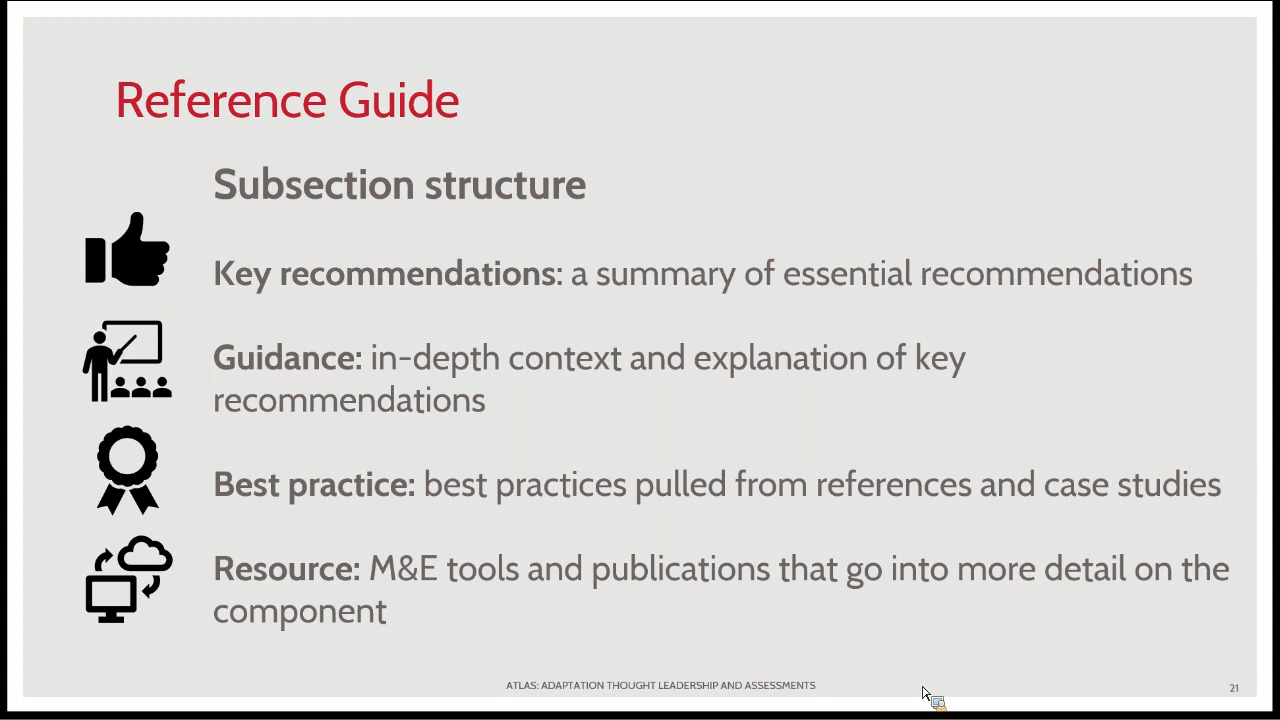 Reference Guide
Subsection structure
Key recommendations: a summary of essential recommendations
Guidance: in-depth context and explanation of key
recommendations
Best practice: best practices pulled from references and case studies
Resource: M&E tools and publications that go into more detail on the
component
ATLAS: ADAPTATION THOUGHT LEADERSHIP AND ASSESSMENTS
21